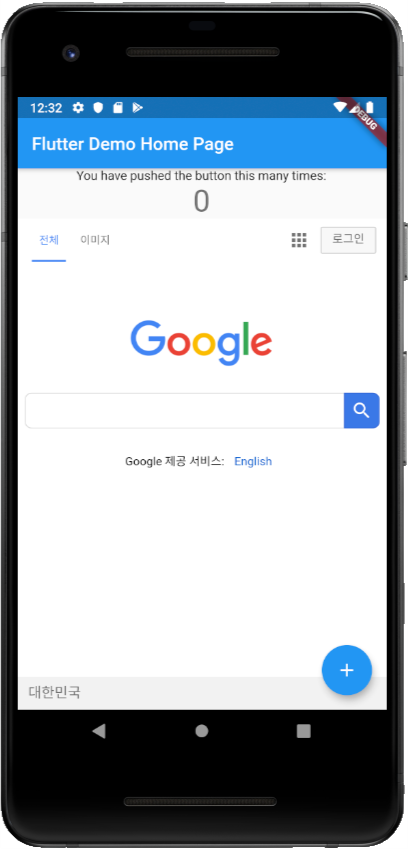 12:32
DEBUG
Flutter Demo Home Page
You have pushed the button this many times:
0
전체 이미지 로그인
Google
Google 제공 서비스: English
대한민국